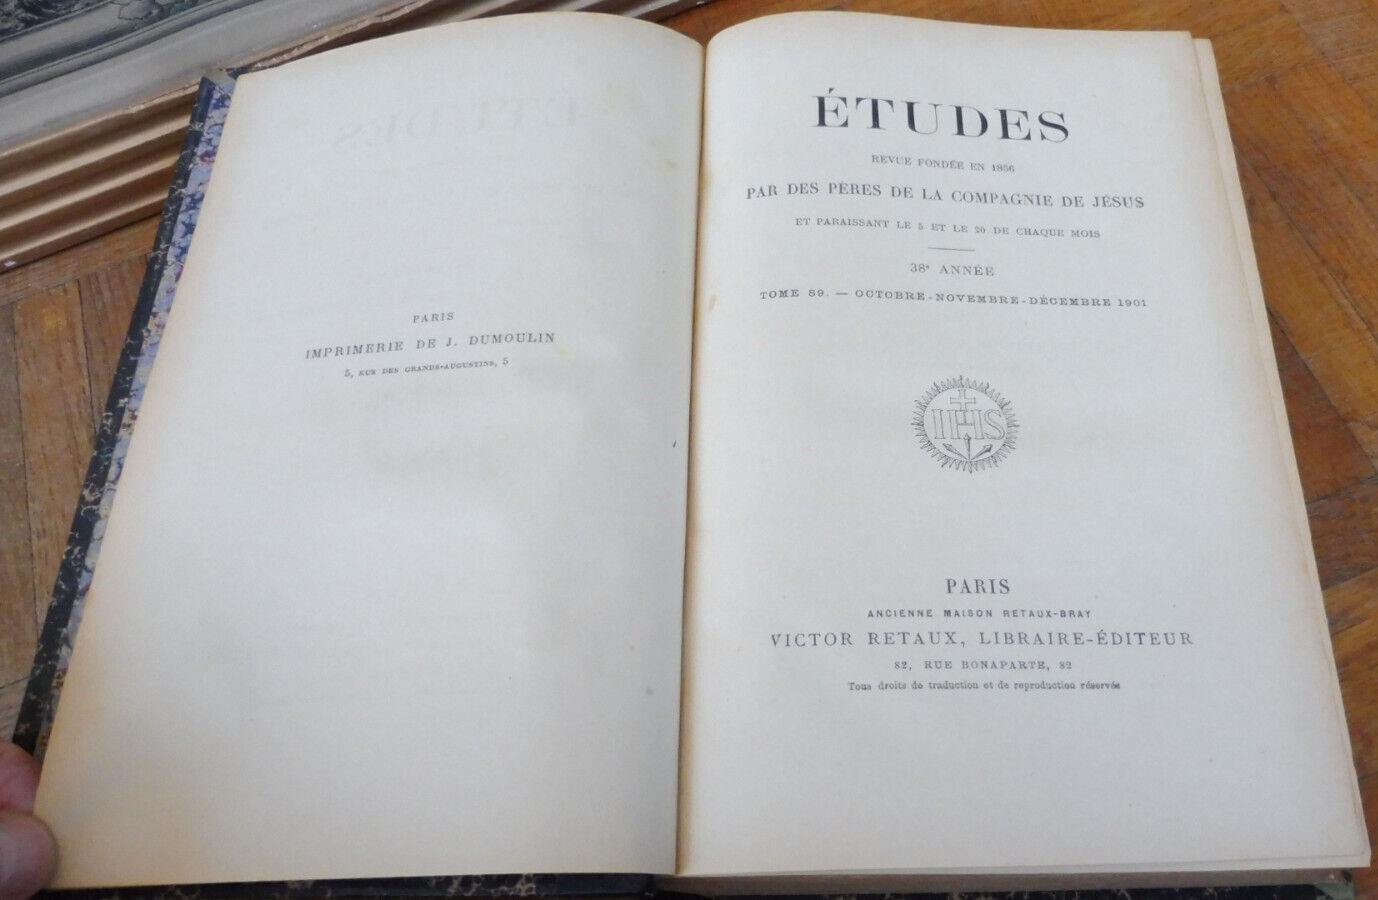 PARIS
IMPRIMERIE DE J. DUMOULIN
5, RUE DES GRANDS-AUGUSTINS, 5
ÉTUDES
REVUE FONDÉE EN 1856
PAR DES PÈRES DE LA COMPAGNIE DE JÉSUS
ET PARAISSANT LE 5 ET LE 20 DE CHAQUE MOIS
38e ANNÉE
TOME 89. — OCTOBRE-NOVEMBRE-DÉCEMBRE 1901
IHS
PARIS
ANCIENNE MAISON RETAUX-BRAY
VICTOR RETAUX, LIBRAIRE-ÉDITEUR
82, RUE BONAPARTE, 82
Tous droits de traduction et de reproduction réservés